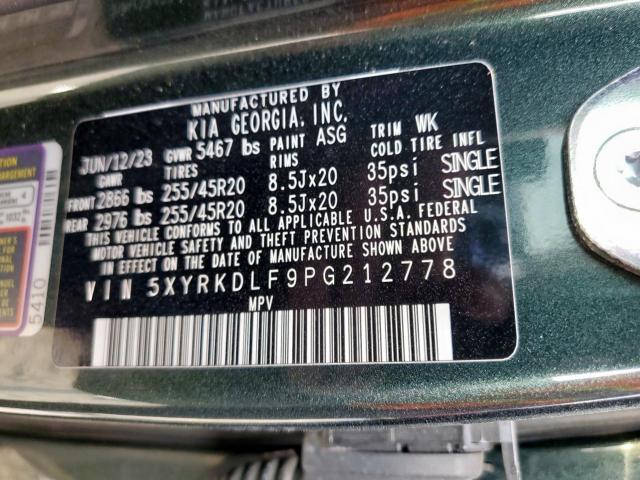 MANUFACTURED BY
KIA GEORGIA, INC.
JUN/12/23 GVWR 5467 lbs PAINT ASG TRIM WK
GAWR TIRES RIMS COLD TIRE INFL
FRONT 2866 lbs 255/45R20 8.5Jx20 35psi SINGLE
REAR 2976 lbs 255/45R20 8.5Jx20 35psi SINGLE
THIS VEHICLE CONFORMS TO ALL APPLICABLE U.S.A. FEDERAL
MOTOR VEHICLE SAFETY AND THEFT PREVENTION STANDARDS
IN EFFECT ON THE DATE OF MANUFACTURE SHOWN ABOVE
VIN 5XYRKDLF9PG212778
MPV
5410